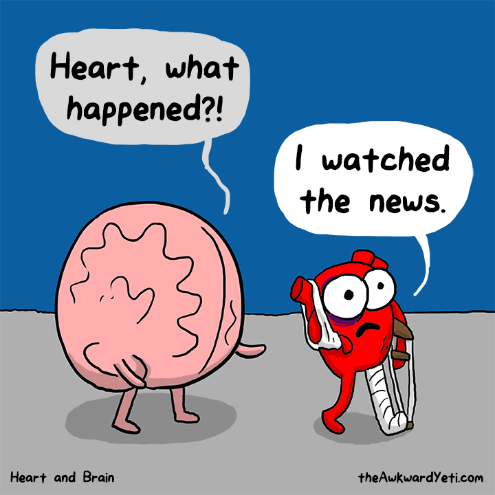 Heart, what
happened?!
I watched
the news.
Heart and Brain
theAwkwardYeti.com